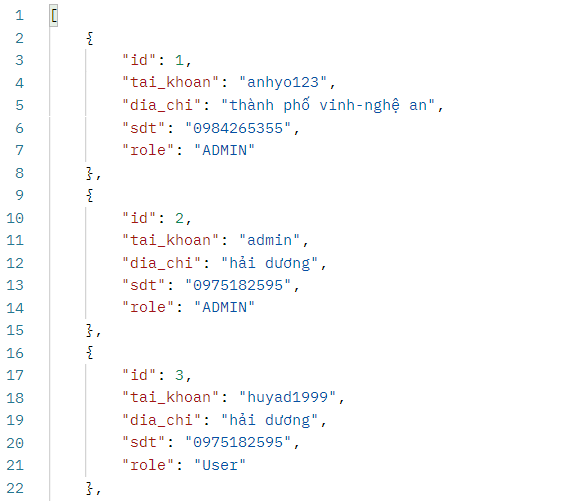 1 [
2 {
3 "id": 1,
4 "tai_khoan": "anhyo123",
5 "dia_chi": "thành phố vinh-nghệ an",
6 "sdt": "0984265355",
7 "role": "ADMIN"
8 },
9 {
10 "id": 2,
11 "tai_khoan": "admin",
12 "dia_chi": "hải dương",
13 "sdt": "0975182595",
14 "role": "ADMIN"
15 },
16 {
17 "id": 3,
18 "tai_khoan": "huyad1999",
19 "dia_chi": "hải dương",
20 "sdt": "0975182595",
21 "role": "User"
22 },